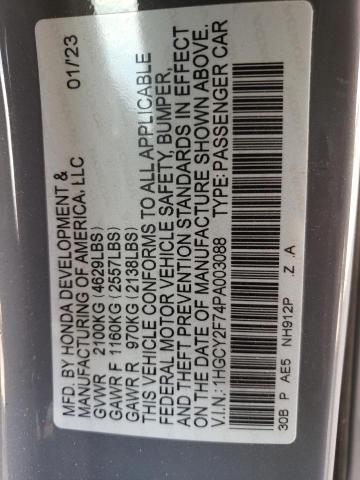 MFD. BY HONDA DEVELOPMENT & 01/'23
MANUFACTURING OF AMERICA, LLC
GVWR 2100KG (4629LBS)
GAWR F 1160KG (2557LBS)
GAWR R 970KG (2138LBS)
THIS VEHICLE CONFORMS TO ALL APPLICABLE
FEDERAL MOTOR VEHICLE SAFETY, BUMPER,
AND THEFT PREVENTION STANDARDS IN EFFECT
ON THE DATE OF MANUFACTURE SHOWN ABOVE.
V.I.N.: 1HGCY2F74PA003088 TYPE: PASSENGER CAR
30B P AE5 NH912P Z A